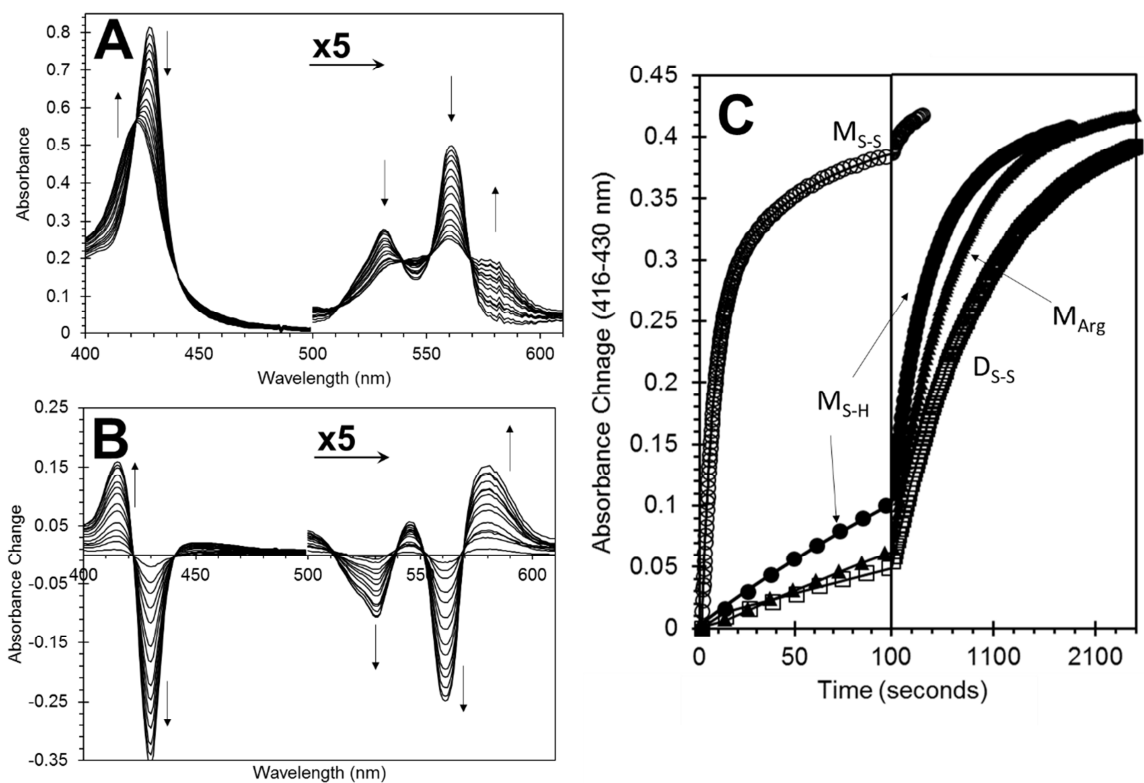 A
x5
0.8
0.7
0.6
0.5
0.4
0.3
0.2
0.1
0
Absorbance
400 450 500 550 600
Wavelength (nm)
B
x5
0.25
0.15
0.05
-0.05
-0.15
-0.25
-0.35
Absorbance Change
400 450 500 550 600
Wavelength (nm)
C
0.45
0.4
0.35
0.3
0.25
0.2
0.15
0.1
0.05
0
Absorbance Chnage (416-430 nm)
MS-S
MArg
DS-S
MS-H
0 50 100 1100 2100
Time (seconds)